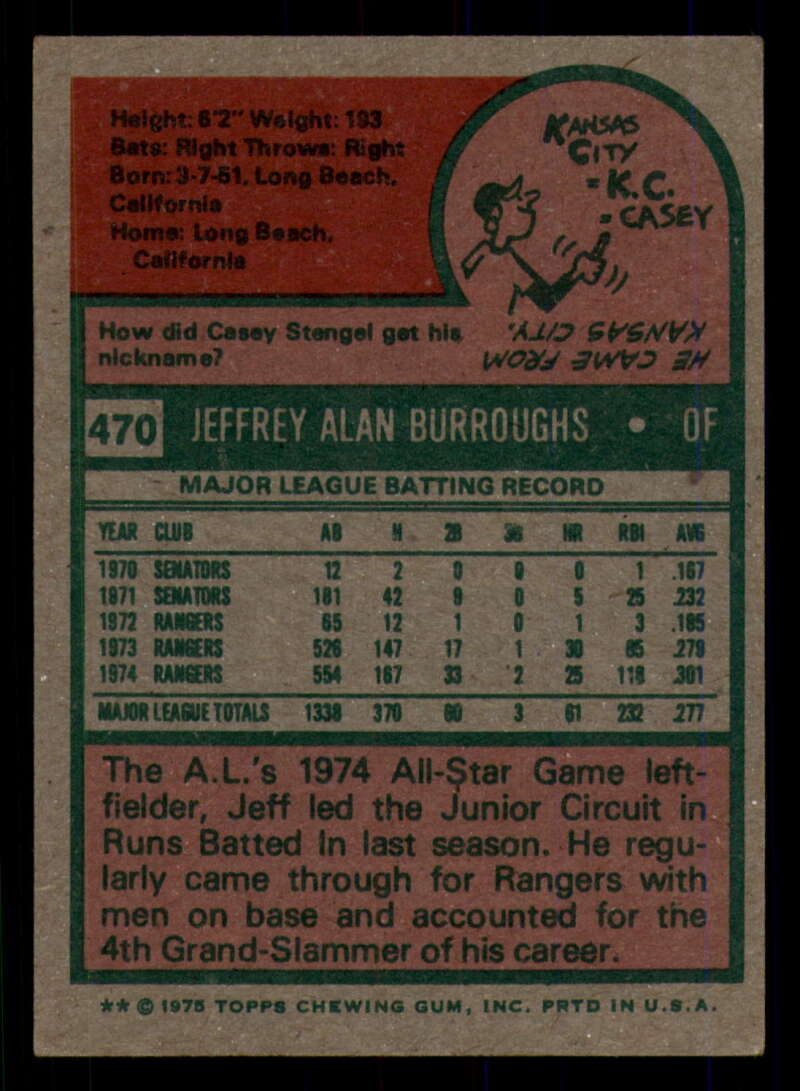 Height: 6'2" Weight: 193
Bats: Right Throws: Right
Born: 3-7-51, Long Beach,
California
Home: Long Beach,
California
KANSAS
CITY
= K.C.
= CASEY
How did Casey Stengel get his
nickname?
HE CAME FROM
KANSAS CITY.
470 JEFFREY ALAN BURROUGHS • OF
MAJOR LEAGUE BATTING RECORD
YEAR CLUB AB H 2B 3B HR RBI AVG
1970 SENATORS 12 2 0 0 0 1 .167
1971 SENATORS 181 42 9 0 5 25 .232
1972 RANGERS 65 12 1 0 1 3 .185
1973 RANGERS 526 147 17 1 30 85 .279
1974 RANGERS 554 167 33 2 25 118 .301
MAJOR LEAGUE TOTALS 1338 370 60 3 61 232 .277
The A.L.'s 1974 All-Star Game left-
fielder, Jeff led the Junior Circuit in
Runs Batted In last season. He regu-
larly came through for Rangers with
men on base and accounted for the
4th Grand-Slammer of his career.
** © 1975 TOPPS CHEWING GUM, INC. PRTD IN U.S.A.